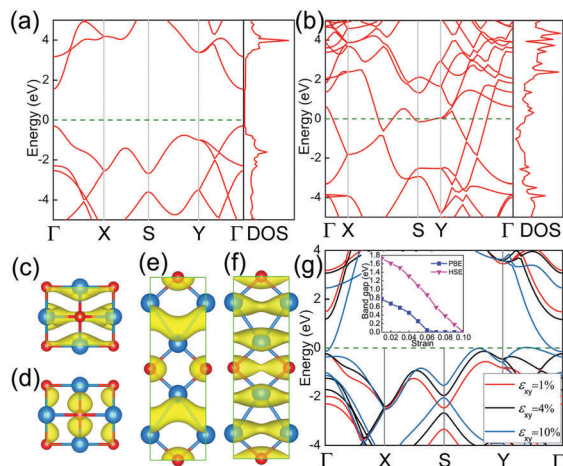 (a)
Energy (eV)
4
2
0
-2
-4
Γ X S Y Γ DOS
(b)
Energy (eV)
4
2
0
-2
-4
Γ X S Y Γ DOS
(c)
(d)
(e)
(f)
(g)
Energy (eV)
4
2
0
-2
-4
Band gap (eV)
1.8
1.6
1.4
1.2
1.0
0.8
0.6
0.4
0.2
0.0
PBE
HSE
0.02 0.04 0.06 0.08 0.10
Strain
εxy=1%
εxy=4%
εxy=10%
Γ X S Y Γ